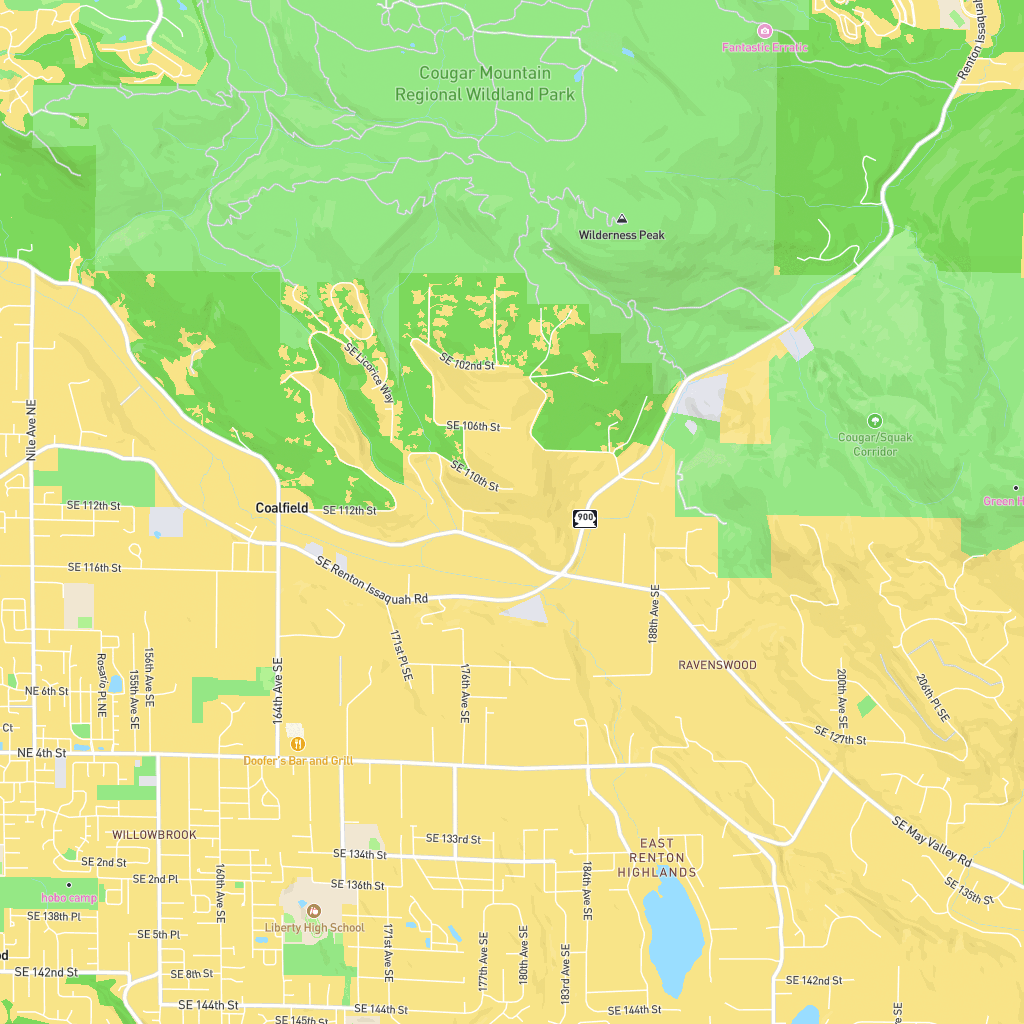 Renton Issaquah
Fantastic Erratic
Cougar Mountain
Regional Wildland Park
Wilderness Peak
SE Licorice Way
SE 102nd St
Nile Ave NE
SE 106th St
Cougar/Squak
Corridor
SE 110th St
Green H
SE 112th St
Coalfield
SE 112th St
900
SE 116th St
SE Renton Issaquah Rd
188th Ave SE
171st Pl SE
Rosario Pl NE
156th Ave SE
155th Ave SE
164th Ave SE
176th Ave SE
RAVENSWOOD
200th Ave SE
206th Pl SE
NE 6th St
Ct
SE 127th St
NE 4th St
Doofer's Bar and Grill
WILLOWBROOK
SE 133rd St
SE May Valley Rd
EAST
RENTON
HIGHLANDS
SE 134th St
SE 2nd St
SE 2nd Pl
160th Ave SE
SE 136th St
184th Ave SE
SE 135th St
hobo camp
SE 138th Pl
Liberty High School
SE 5th Pl
171st Ave SE
177th Ave SE
180th Ave SE
183rd Ave SE
od
SE 142nd St
SE 8th St
SE 142nd St
SE 144th St
SE 144th St
SE 144th St
SE 145th St
Ave SE